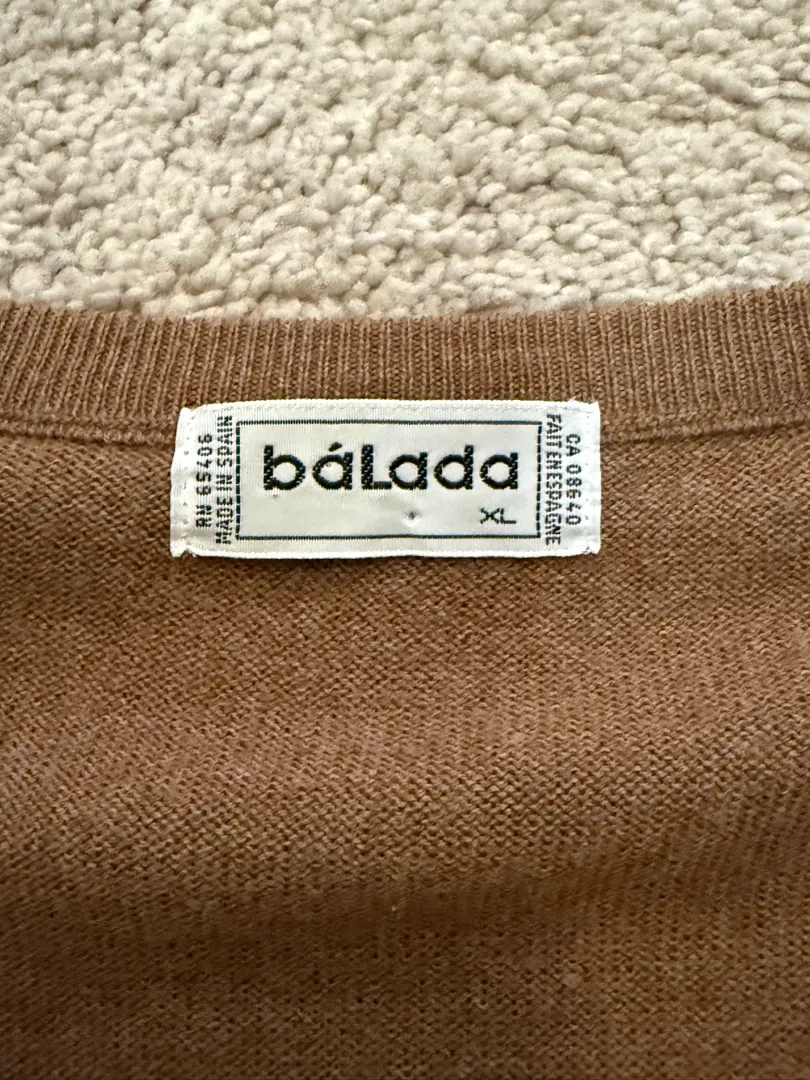 RN 65406
MADE IN SPAIN
báLada
XL
CA 08640
FAIT EN ESPAGNE